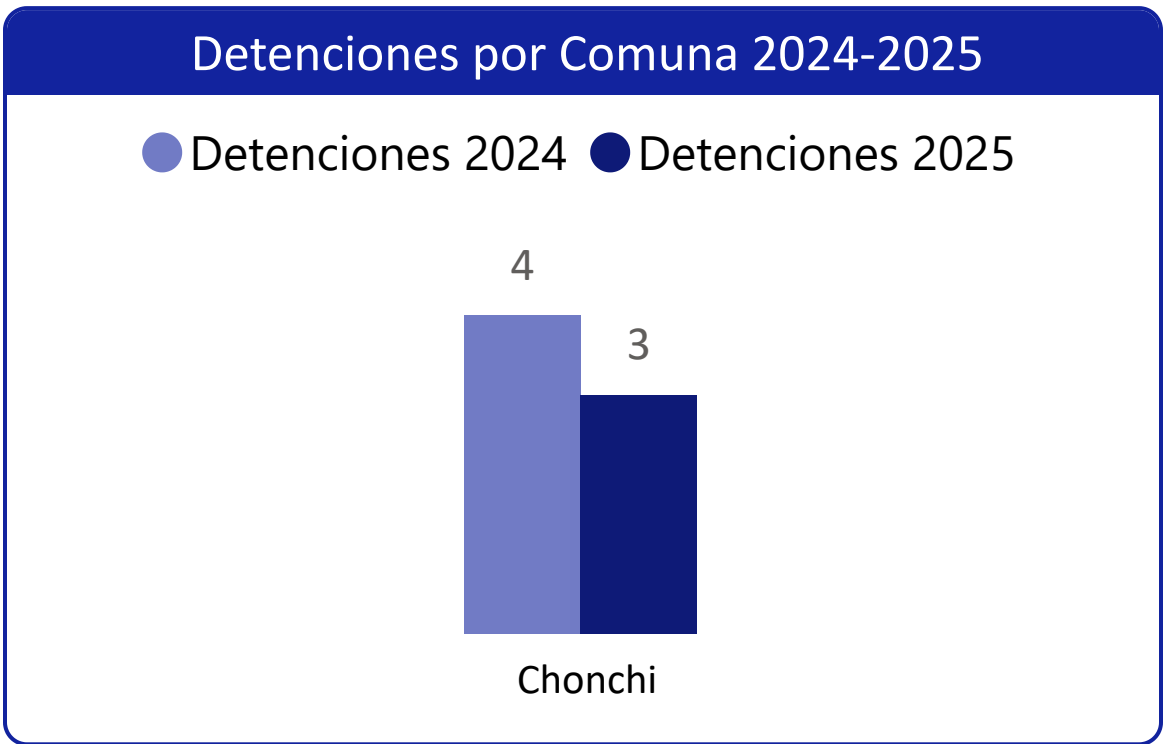 Detenciones por Comuna 2024-2025
Detenciones 2024 Detenciones 2025
4
3
Chonchi